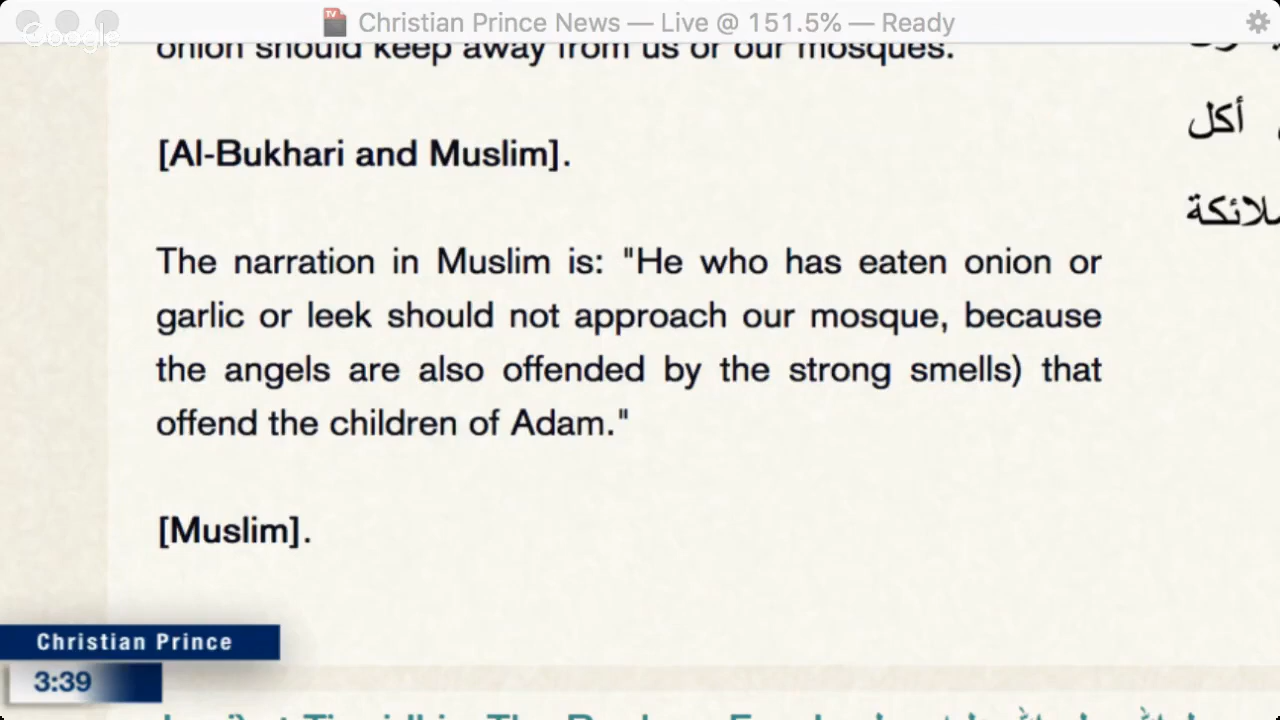 Christian Prince News — Live @ 151.5% — Ready
Google
onion should keep away from us or our mosques.
أكل
[Al-Bukhari and Muslim].
The narration in Muslim is: "He who has eaten onion or
garlic or leek should not approach our mosque, because
the angels are also offended by the strong smells) that
offend the children of Adam."
[Muslim].
Christian Prince
3:39